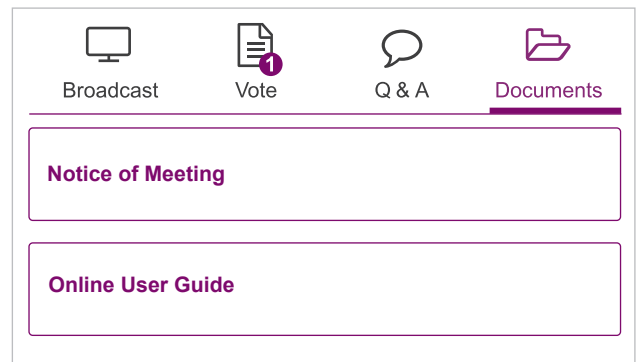 1
Broadcast Vote Q & A Documents
Notice of Meeting
Online User Guide